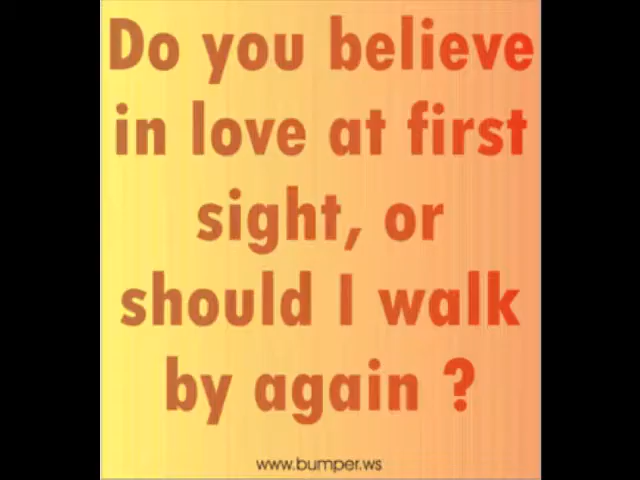 Do you believe
in love at first
sight, or
should I walk
by again ?
www.bumper.ws